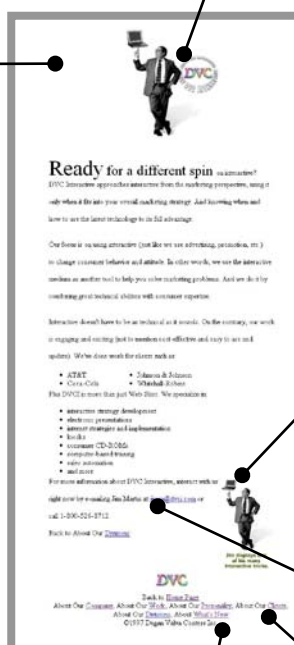 DVC
Ready for a different spin on interactive?
DVC Interactive approaches interactive from the marketing perspective, using it
only when it fits into your overall marketing strategy. And knowing when and
how to use the latest technology to its full advantage.
Our focus is on using interactive (just like we use advertising, promotion, etc.)
to change consumer behavior and attitude. In other words, we use the interactive
medium as another tool to help you solve marketing problems. And we do it by
combining great technical abilities with consumer expertise.
Interactive doesn't have to be as technical as it sounds. On the contrary, our work
is engaging and exciting (not to mention cost effective and easy to use and
update). We've done work for clients such as
• AT&T • Johnson & Johnson
• Coca-Cola • Whitehall-Robins
Plus DVCI is more than just Web Sites. We specialize in
• interactive strategy development
• electronic presentations
• internet strategies and implementation
• kiosks
• consumer CD-ROMs
• computer-based training
• sales automation
• and more
For more information about DVC Interactive, interact with us
right now by e-mailing Jim Martin at or
call 1-800-526-8712
Back to About Our Divisions
DVC
Back to Home Page
About Our Company, About Our Work, About Our Personality, About Our Clients,
About Our Divisions, About What's New
©1997 Dugan Valva Contess Inc